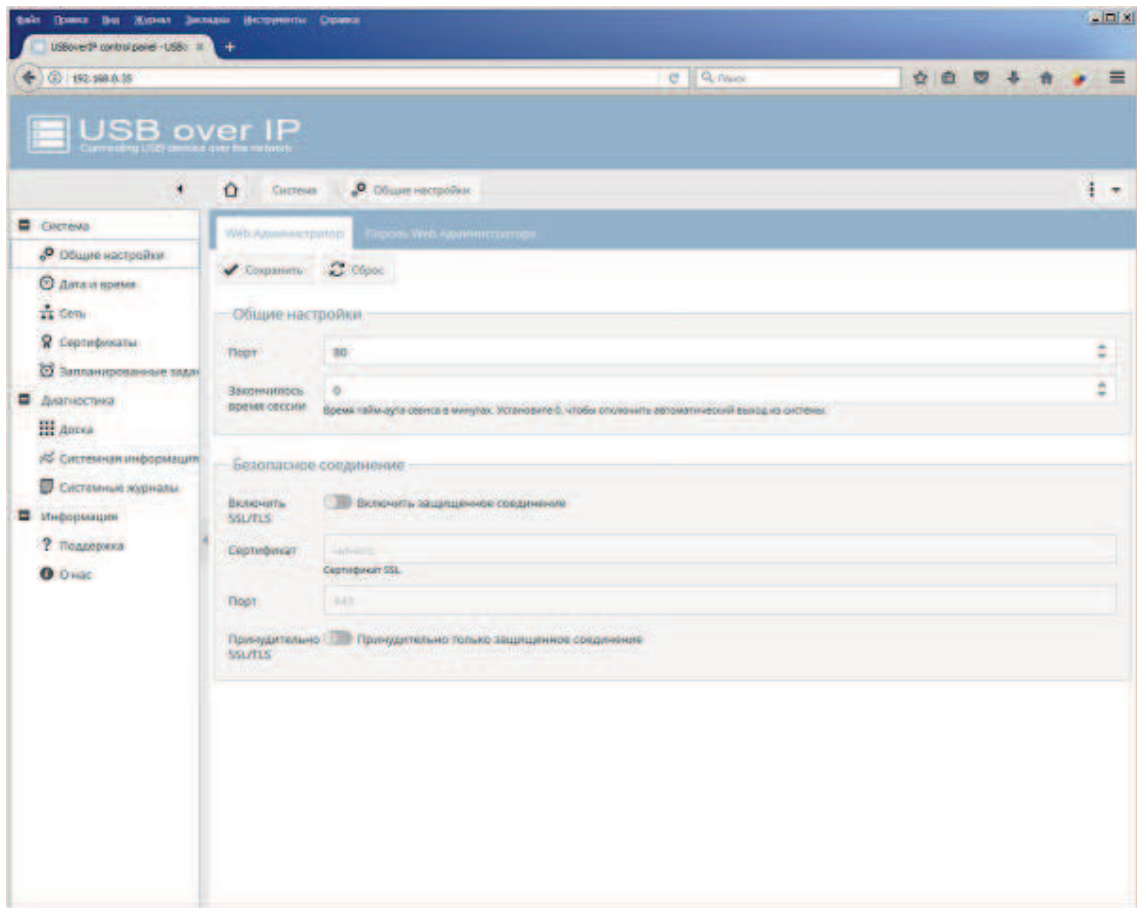 Файл Правка Вид Журнал Закладки Инструменты Справка
USBoverIP control panel - USBo
192.168.0.35
Поиск
USB over IP
Connecting USB devices over the network
Система
Общие настройки
Система
Общие настройки
Дата и время
Сеть
Сертификаты
Запланированные зада
Диагностика
Доска
Системная информация
Системные журналы
Информация
Поддержка
О нас
Web Администратор
Пароль Web Администратора
Сохранить
Сброс
Общие настройки
Порт
80
Закончилось время сессии
0
Время тайм-аута сеанса в минутах. Установите 0, чтобы отключить автоматический выход из системы.
Безопасное соединение
Включить SSL/TLS
Включить защищенное соединение
Сертификат
Сертификат SSL
Порт
443
Принудительно SSL/TLS
Принудительно только защищенное соединение